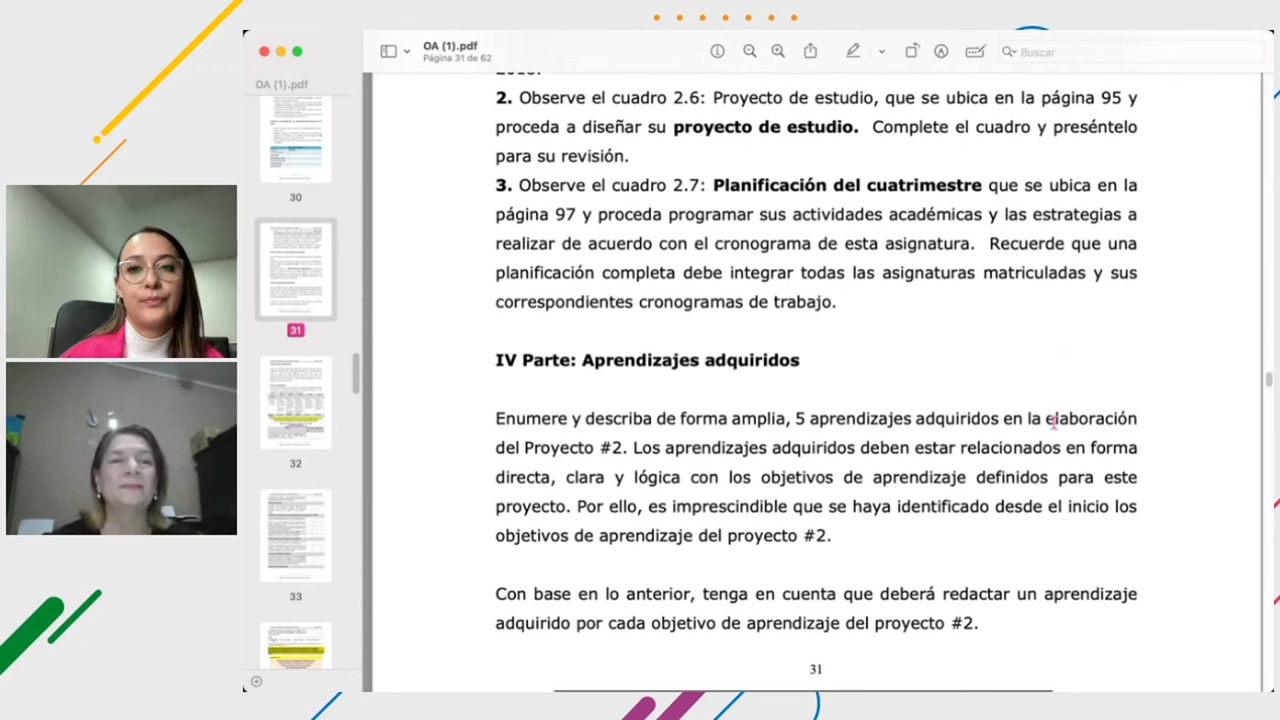 OA (1).pdf
Página 31 de 62
Buscar
OA (1).pdf
30
31
32
33
2. Observe el cuadro 2.6: Proyecto de estudio, que se ubica en la página 95 y
proceda a diseñar su proyecto de estudio. Complete el cuadro y preséntelo
para su revisión.
3. Observe el cuadro 2.7: Planificación del cuatrimestre que se ubica en la
página 97 y proceda programar sus actividades académicas y las estrategias a
realizar de acuerdo con el cronograma de esta asignatura. Recuerde que una
planificación completa debe integrar todas las asignaturas matriculadas y sus
correspondientes cronogramas de trabajo.
IV Parte: Aprendizajes adquiridos
Enumere y describa de forma amplia, 5 aprendizajes adquiridos en la elaboración
del Proyecto #2. Los aprendizajes adquiridos deben estar relacionados en forma
directa, clara y lógica con los objetivos de aprendizaje definidos para este
proyecto. Por ello, es imprescindible que se haya identificado desde el inicio los
objetivos de aprendizaje del proyecto #2.
Con base en lo anterior, tenga en cuenta que deberá redactar un aprendizaje
adquirido por cada objetivo de aprendizaje del proyecto #2.
31